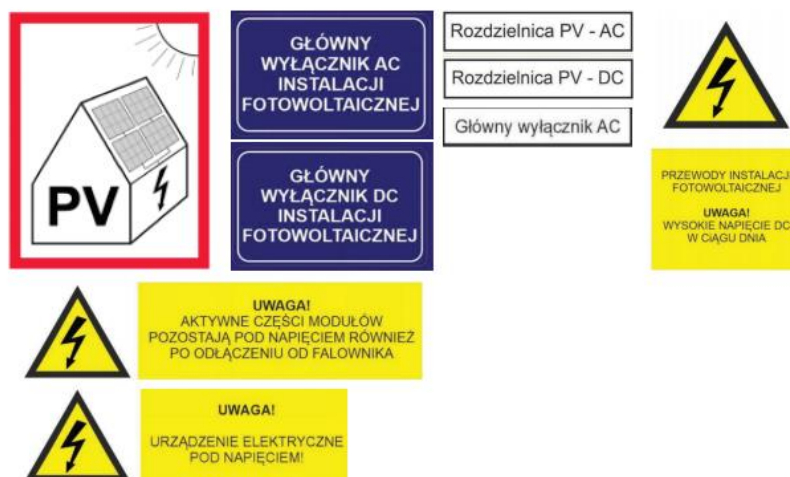 PV
GŁÓWNY
WYŁĄCZNIK AC
INSTALACJI
FOTOWOLTAICZNEJ
GŁÓWNY
WYŁĄCZNIK DC
INSTALACJI
FOTOWOLTAICZNEJ
Rozdzielnica PV - AC
Rozdzielnica PV - DC
Główny wyłącznik AC
PRZEWODY INSTALACJI
FOTOWOLTAICZNEJ
UWAGA!
WYSOKIE NAPIĘCIE DC
W CIĄGU DNIA
UWAGA!
AKTYWNE CZĘŚCI MODUŁÓW
POZOSTAJĄ POD NAPIĘCIEM RÓWNIEŻ
PO ODŁĄCZENIU OD FALOWNIKA
UWAGA!
URZĄDZENIE ELEKTRYCZNE
POD NAPIĘCIEM!